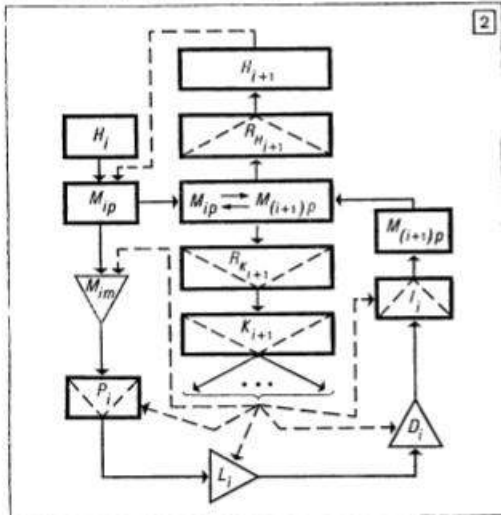 2
H_{i+1}
H_i
R_{H_{i+1}}
M_{ip}
M_{ip} ⇄ M_{(i+1)p}
M_{(i+1)p}
R_{K_{i+1}}
M_{im}
I_i
K_{i+1}
P_i
...
D_i
L_i